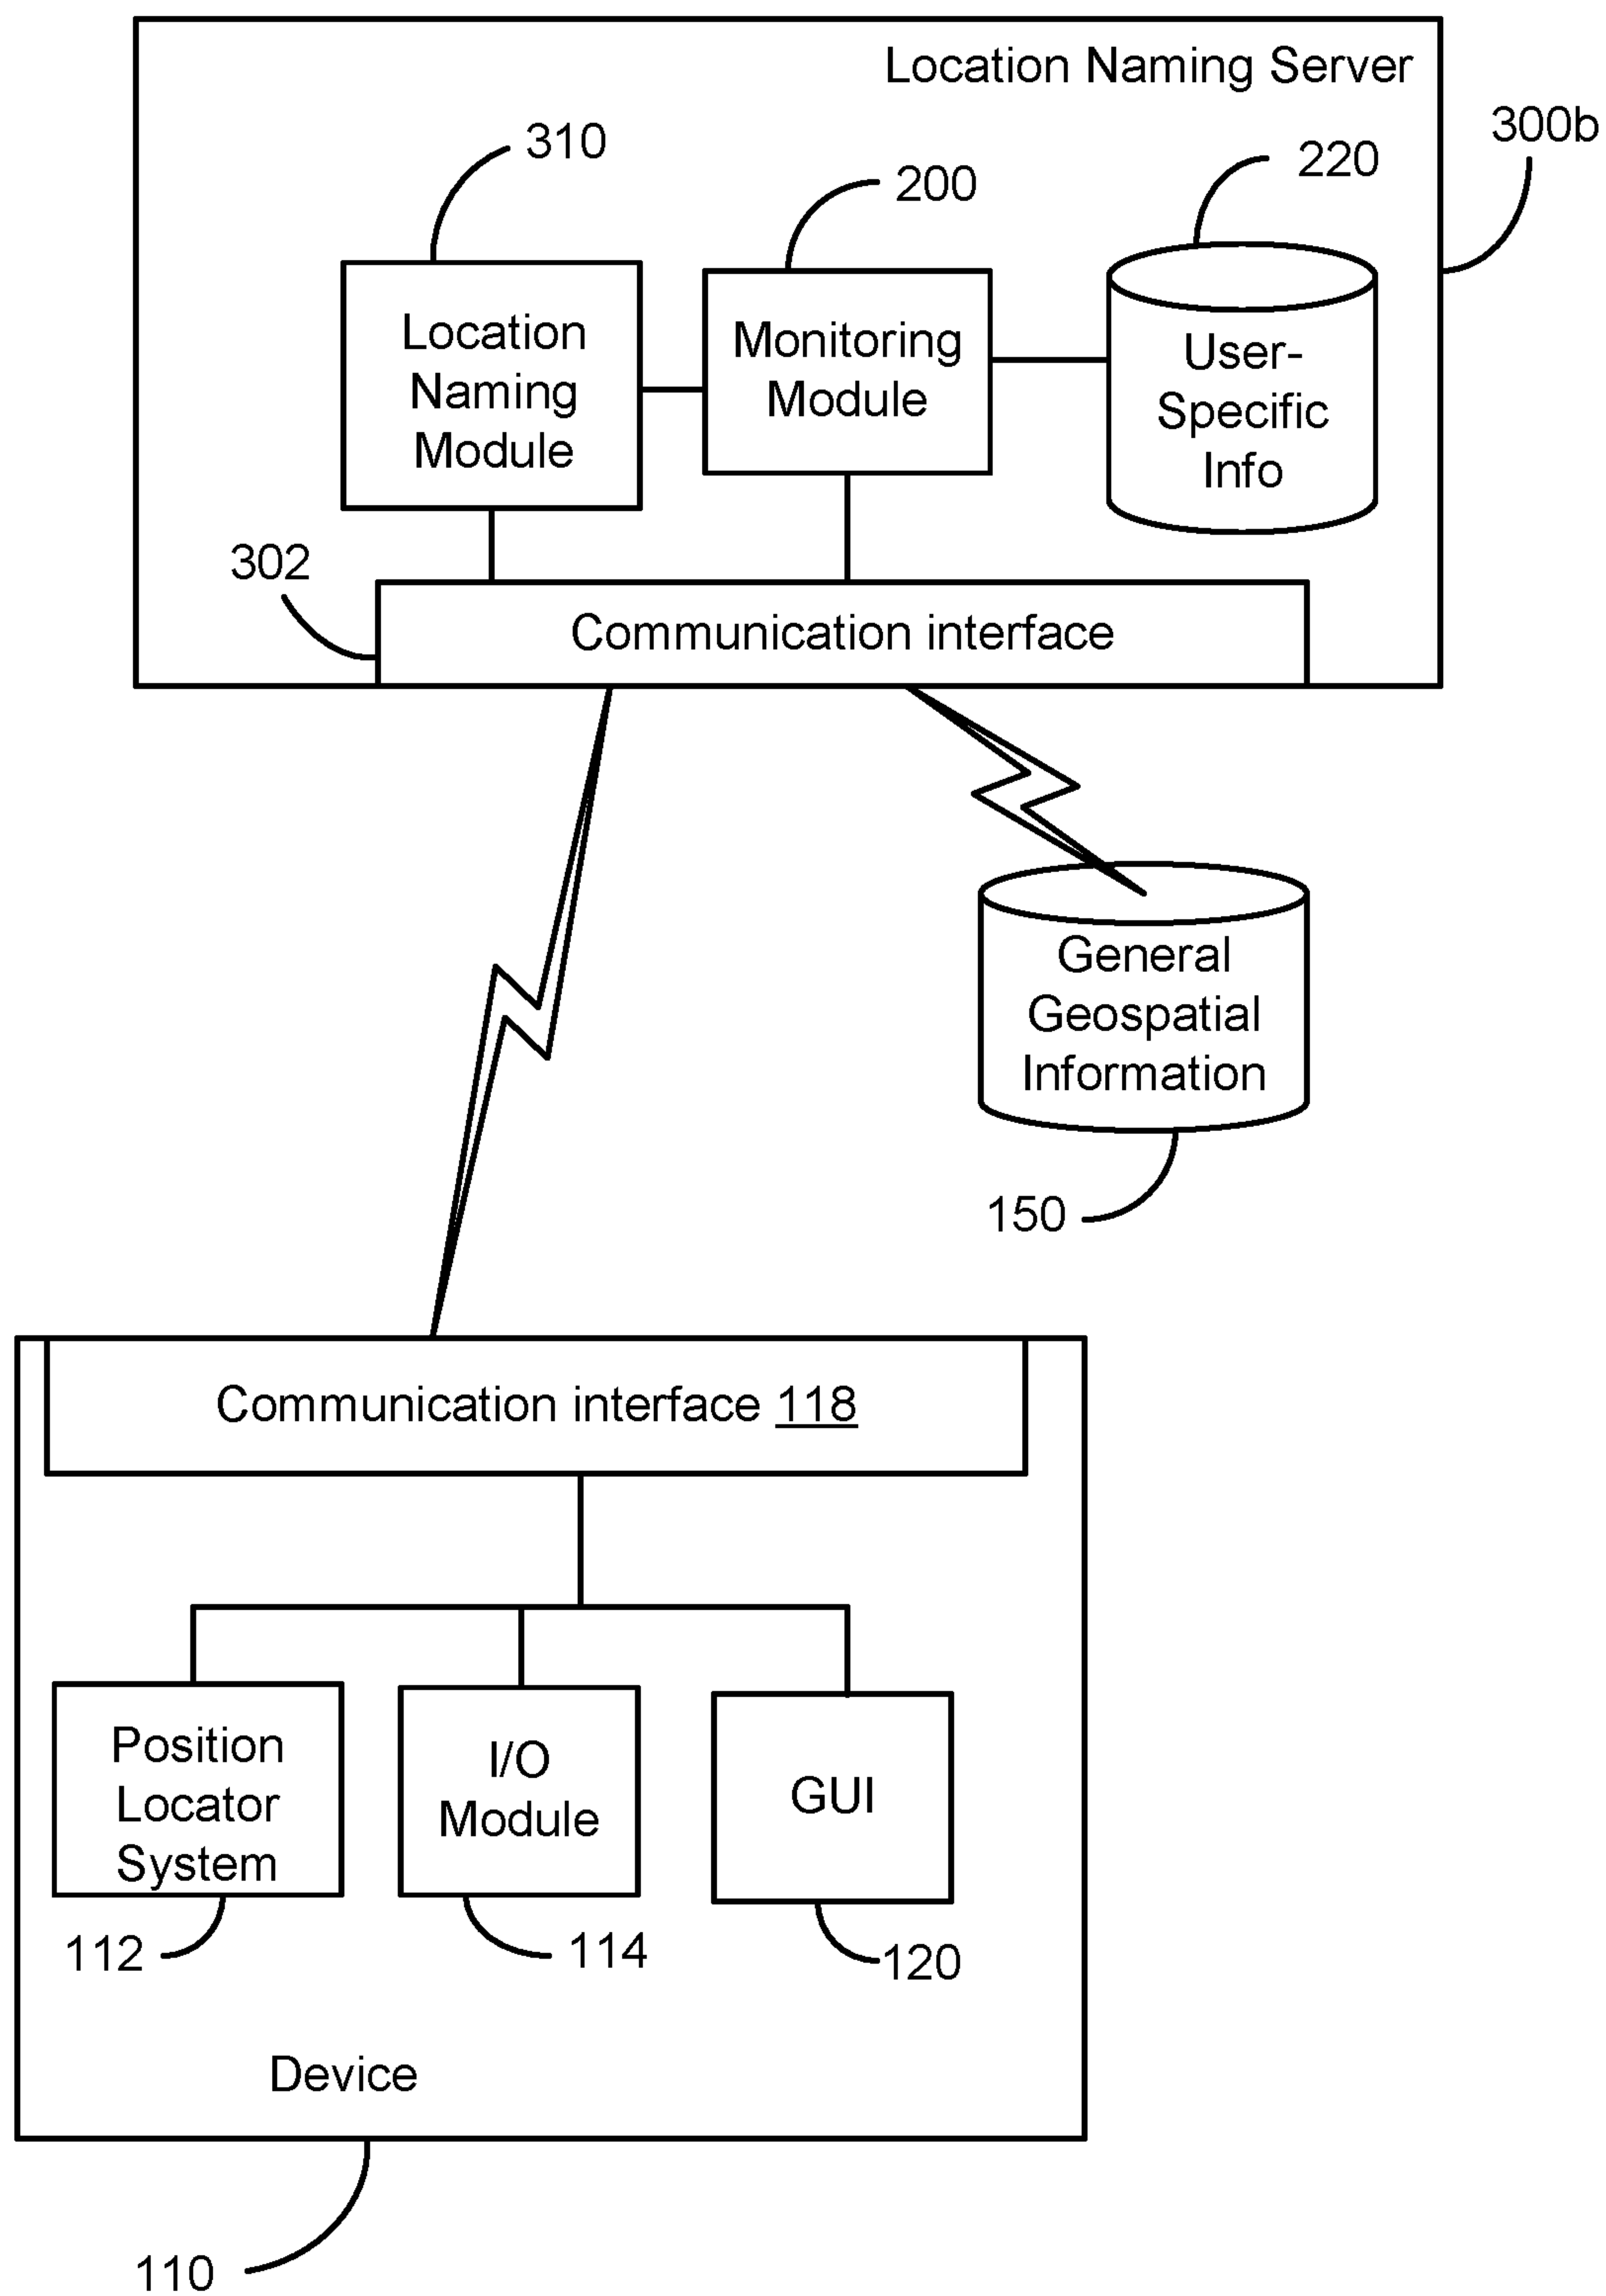 Location Naming Server
300b
310
200
220
Location
Naming
Module
Monitoring
Module
User-
Specific
Info
302
Communication interface
General
Geospatial
Information
150
Communication interface 118
Position
Locator
System
I/O
Module
GUI
112
114
120
Device
110